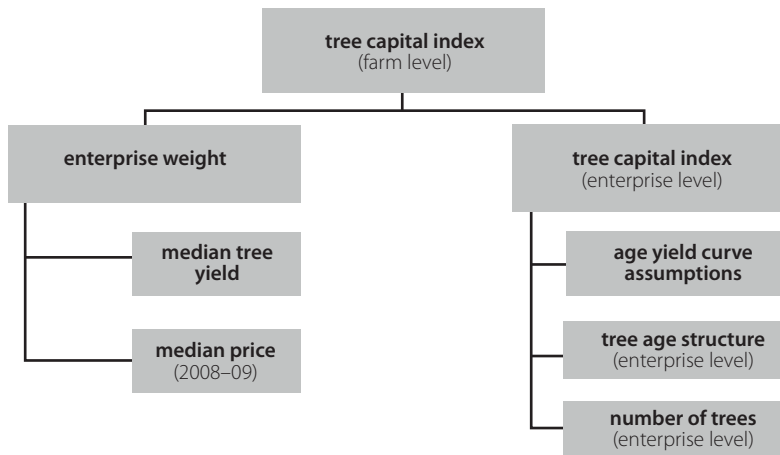 tree capital index
(farm level)
enterprise weight
tree capital index
(enterprise level)
median tree
yield
age yield curve
assumptions
median price
(2008–09)
tree age structure
(enterprise level)
number of trees
(enterprise level)